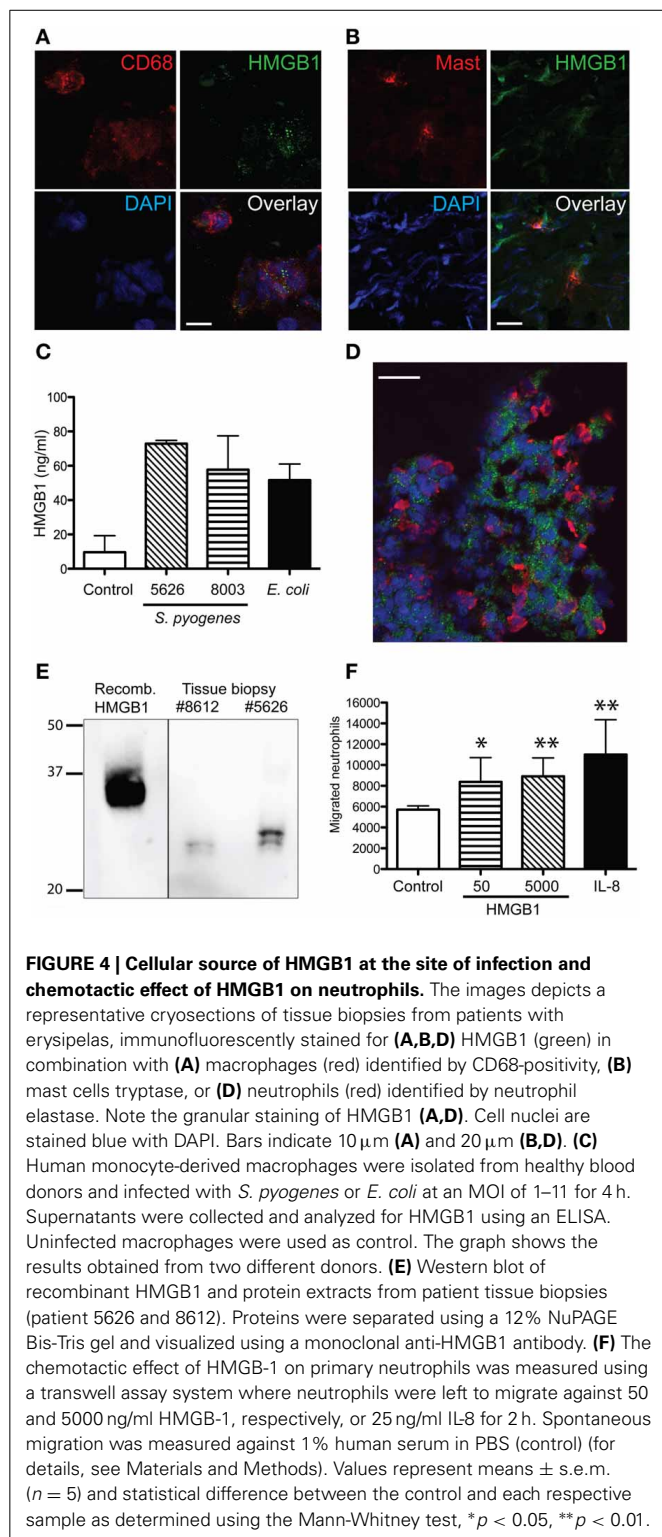 A
CD68
HMGB1
DAPI
Overlay
B
Mast
HMGB1
DAPI
Overlay
C
HMGB1 (ng/ml)
100
80
60
40
20
0
Control
5626
8003
E. coli
S. pyogenes
D
E
Recomb.
HMGB1
Tissue biopsy
#8612
#5626
50
37
20
F
Migrated neutrophils
16000
14000
12000
10000
8000
6000
4000
2000
0
*
**
**
Control
50
5000
IL-8
HMGB1
FIGURE 4 | Cellular source of HMGB1 at the site of infection and
chemotactic effect of HMGB1 on neutrophils. The images depicts a
representative cryosections of tissue biopsies from patients with
erysipelas, immunofluorescently stained for (A,B,D) HMGB1 (green) in
combination with (A) macrophages (red) identified by CD68-positivity, (B)
mast cells tryptase, or (D) neutrophils (red) identified by neutrophil
elastase. Note the granular staining of HMGB1 (A,D). Cell nuclei are
stained blue with DAPI. Bars indicate 10 μm (A) and 20 μm (B,D). (C)
Human monocyte-derived macrophages were isolated from healthy blood
donors and infected with S. pyogenes or E. coli at an MOI of 1–11 for 4 h.
Supernatants were collected and analyzed for HMGB1 using an ELISA.
Uninfected macrophages were used as control. The graph shows the
results obtained from two different donors. (E) Western blot of
recombinant HMGB1 and protein extracts from patient tissue biopsies
(patient 5626 and 8612). Proteins were separated using a 12% NuPAGE
Bis-Tris gel and visualized using a monoclonal anti-HMGB1 antibody. (F) The
chemotactic effect of HMGB-1 on primary neutrophils was measured using
a transwell assay system where neutrophils were left to migrate against 50
and 5000 ng/ml HMGB-1, respectively, or 25 ng/ml IL-8 for 2 h. Spontaneous
migration was measured against 1% human serum in PBS (control) (for
details, see Materials and Methods). Values represent means ± s.e.m.
(n = 5) and statistical difference between the control and each respective
sample as determined using the Mann-Whitney test, *p < 0.05, **p < 0.01.